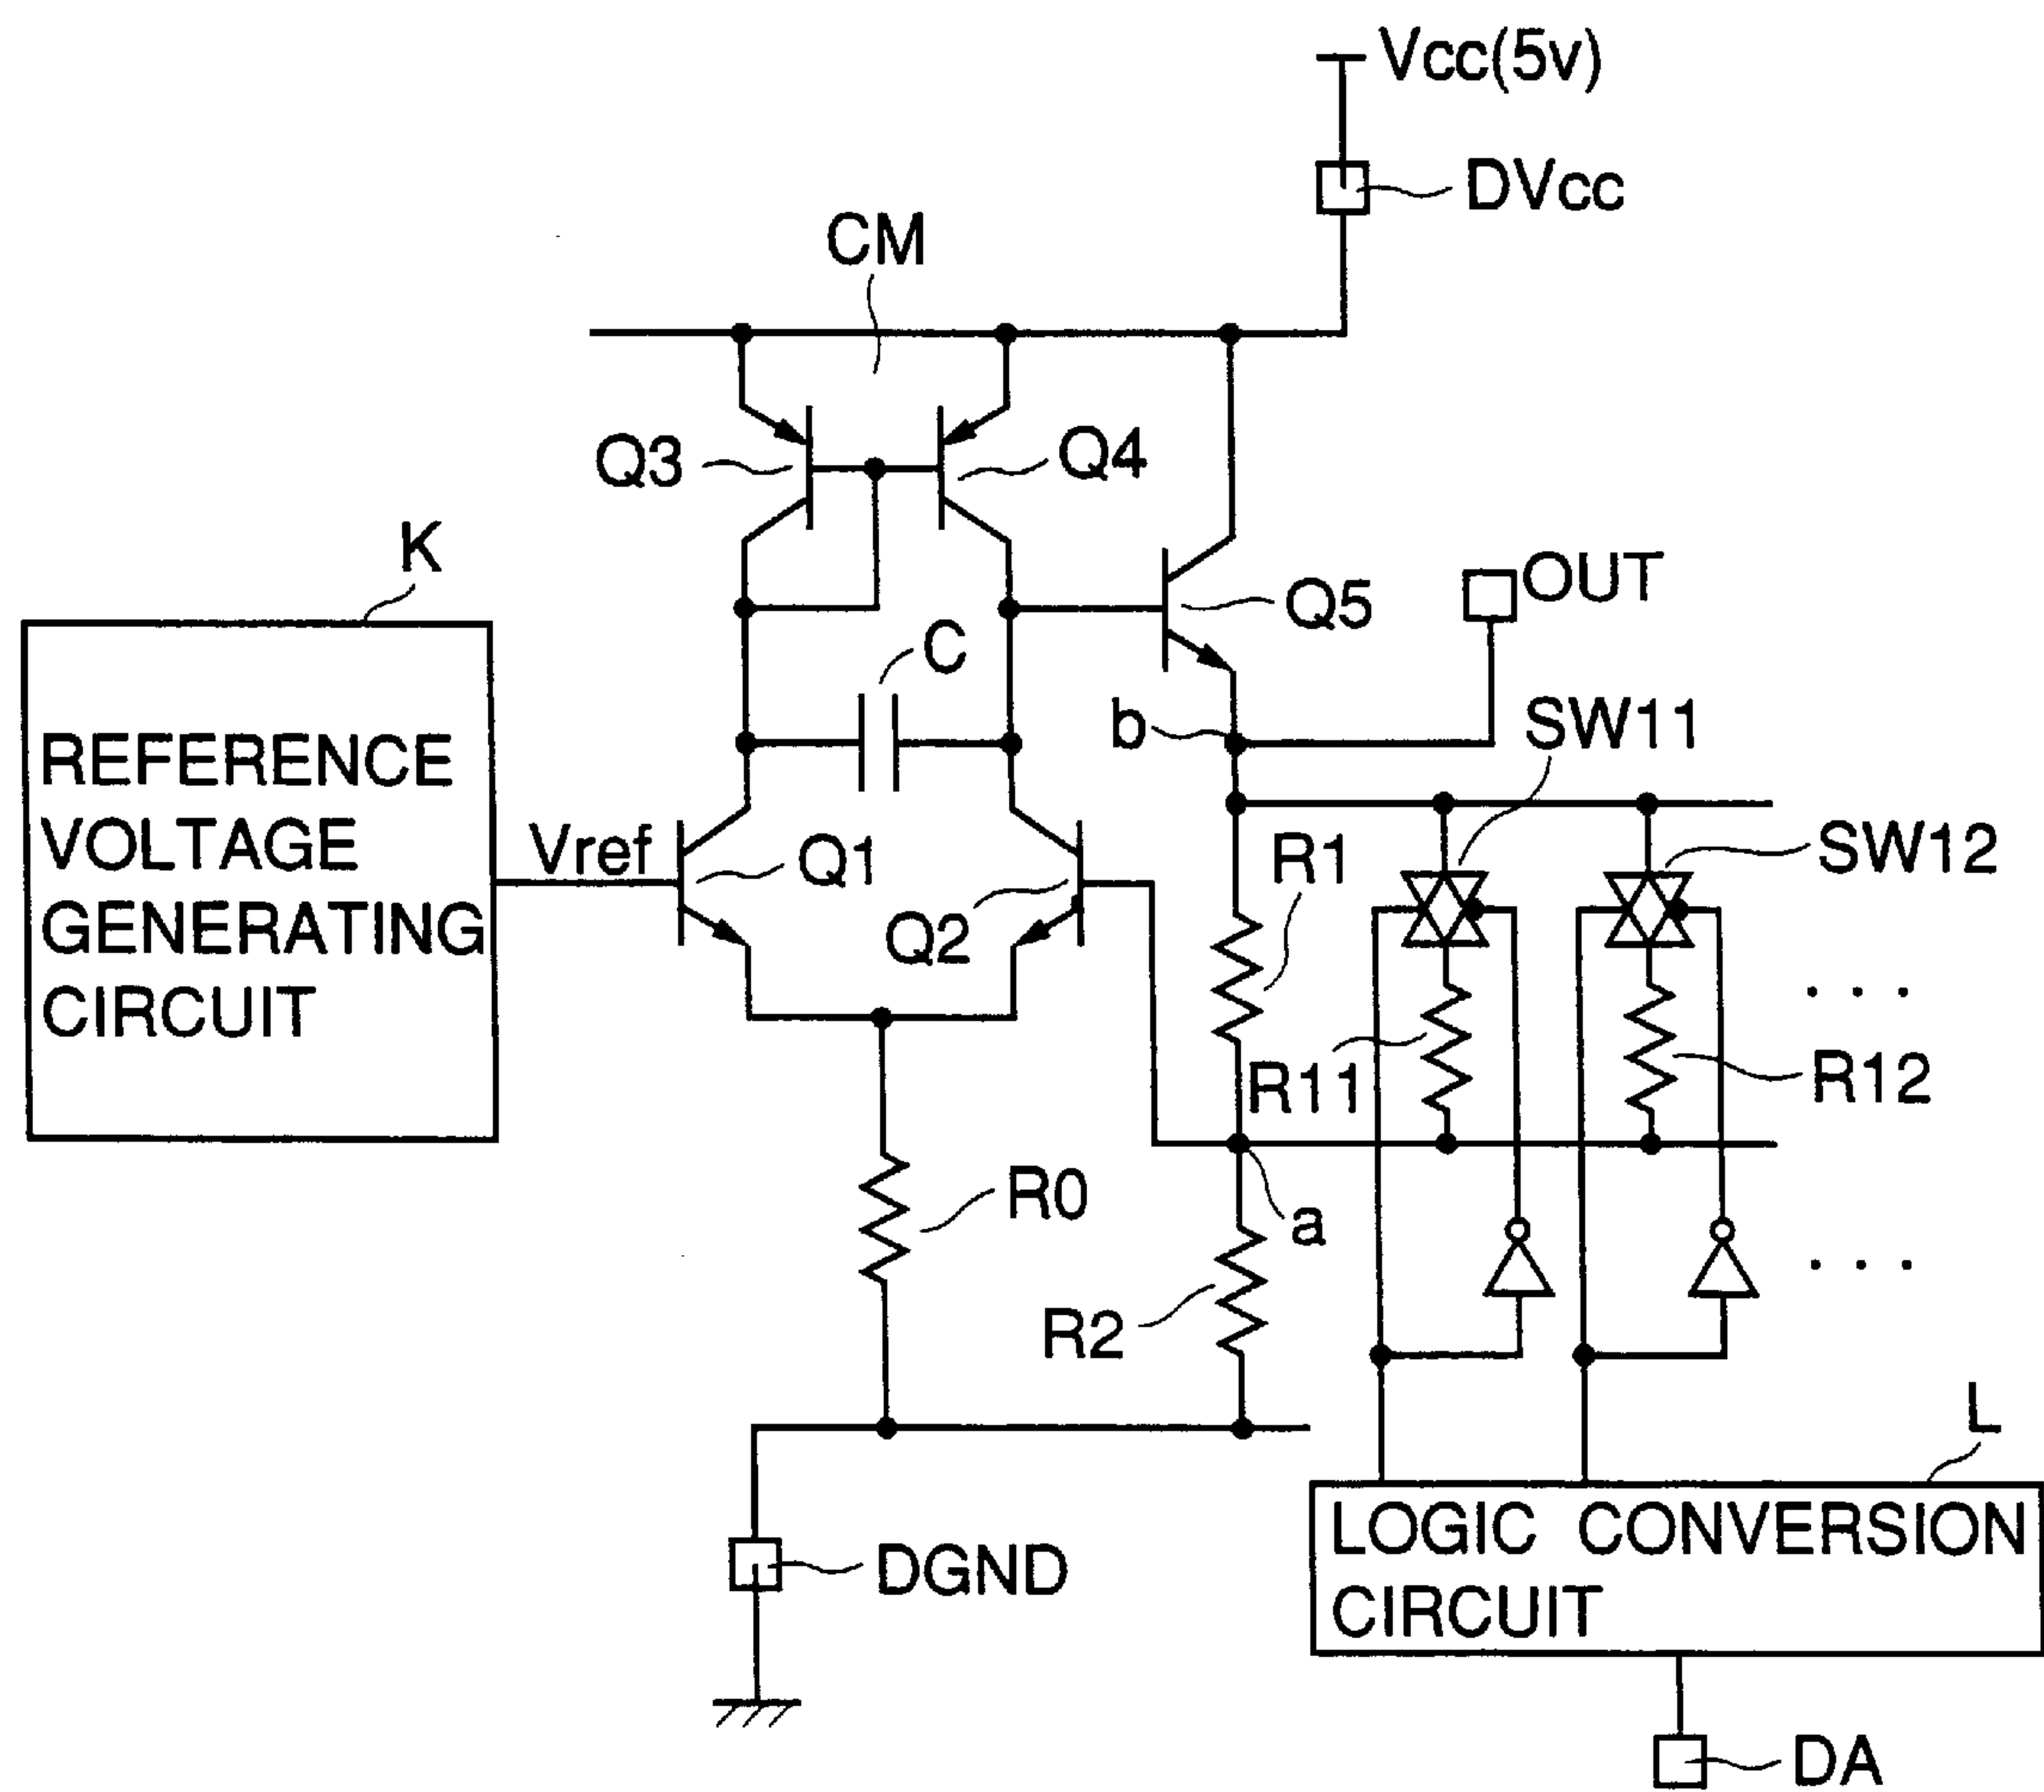 Vcc(5v)
DVcc
CM
Q3
Q4
K
OUT
Q5
C
b
SW11
REFERENCE
VOLTAGE
GENERATING
CIRCUIT
Vref
Q1
Q2
R1
SW12
R11
R12
. . .
R0
a
R2
. . .
L
LOGIC CONVERSION
CIRCUIT
DGND
DA